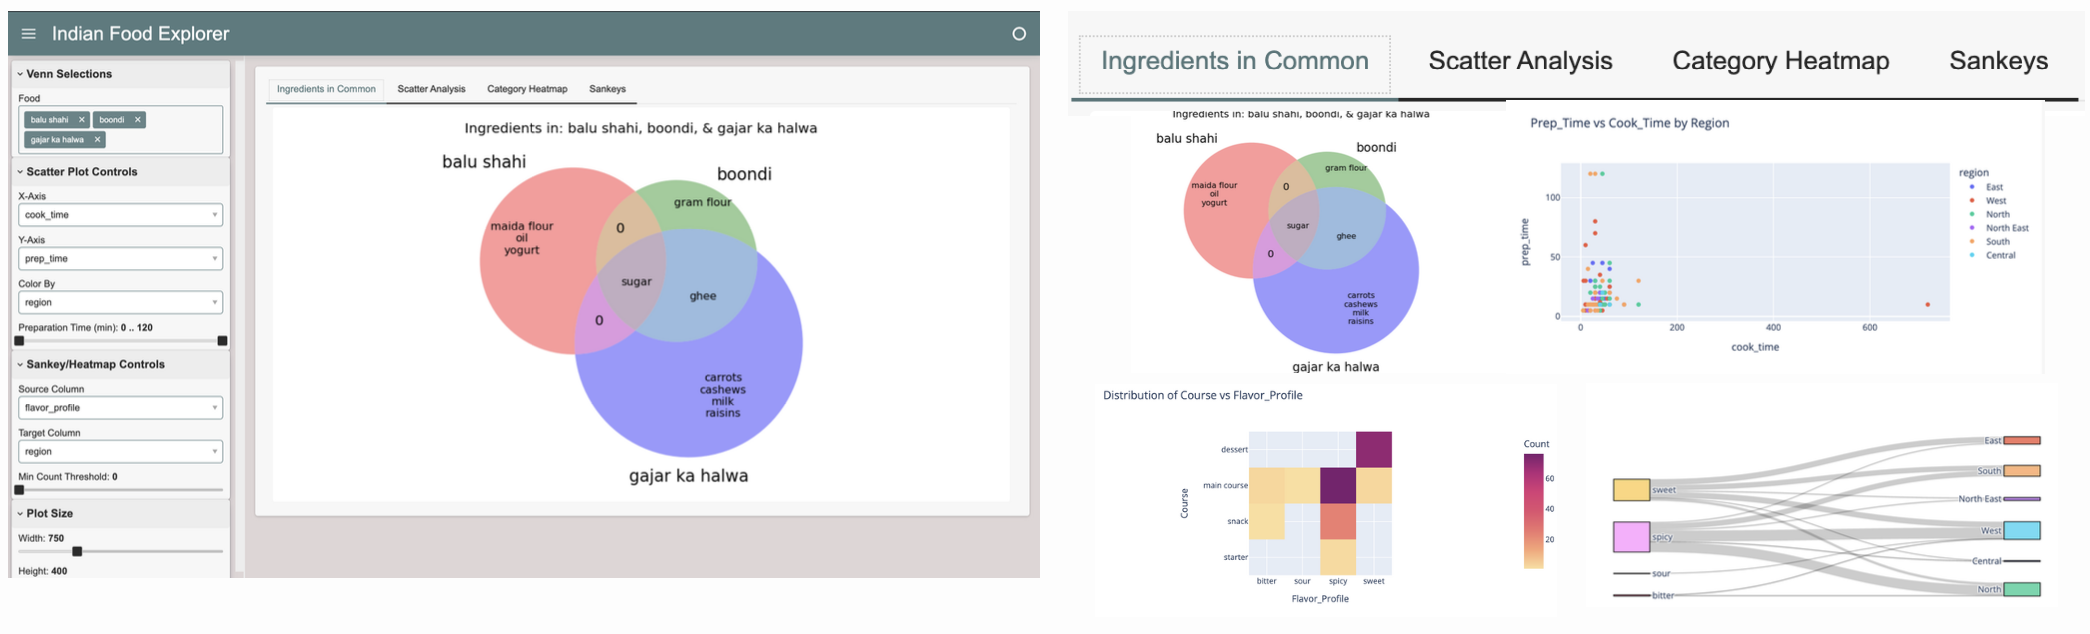 Indian Food Explorer
Venn Selections
Food
balu shahi ✕ boondi ✕
gajar ka halwa ✕
Scatter Plot Controls
X-Axis
cook_time
Y-Axis
prep_time
Color By
region
Preparation Time (min): 0 .. 120
Sankey/Heatmap Controls
Source Column
flavor_profile
Target Column
region
Min Count Threshold: 0
Plot Size
Width: 750
Height: 400
Ingredients in Common Scatter Analysis Category Heatmap Sankeys
Ingredients in: balu shahi, boondi, & gajar ka halwa
balu shahi
boondi
gram flour
maida flour
oil
yogurt
0
sugar
ghee
0
carrots
cashews
milk
raisins
gajar ka halwa
Ingredients in Common Scatter Analysis Category Heatmap Sankeys
Ingredients in: balu shahi, boondi, & gajar ka halwa
balu shahi
boondi
gram flour
maida flour
oil
yogurt
0
sugar
ghee
0
carrots
cashews
milk
raisins
gajar ka halwa
Prep_Time vs Cook_Time by Region
prep_time
100
50
0
0 200 400 600
cook_time
region
East
West
North
North East
South
Central
Distribution of Course vs Flavor_Profile
Course
dessert
main course
snack
starter
bitter sour spicy sweet
Flavor_Profile
Count
60
40
20
sweet
spicy
sour
bitter
East
South
North East
West
Central
North